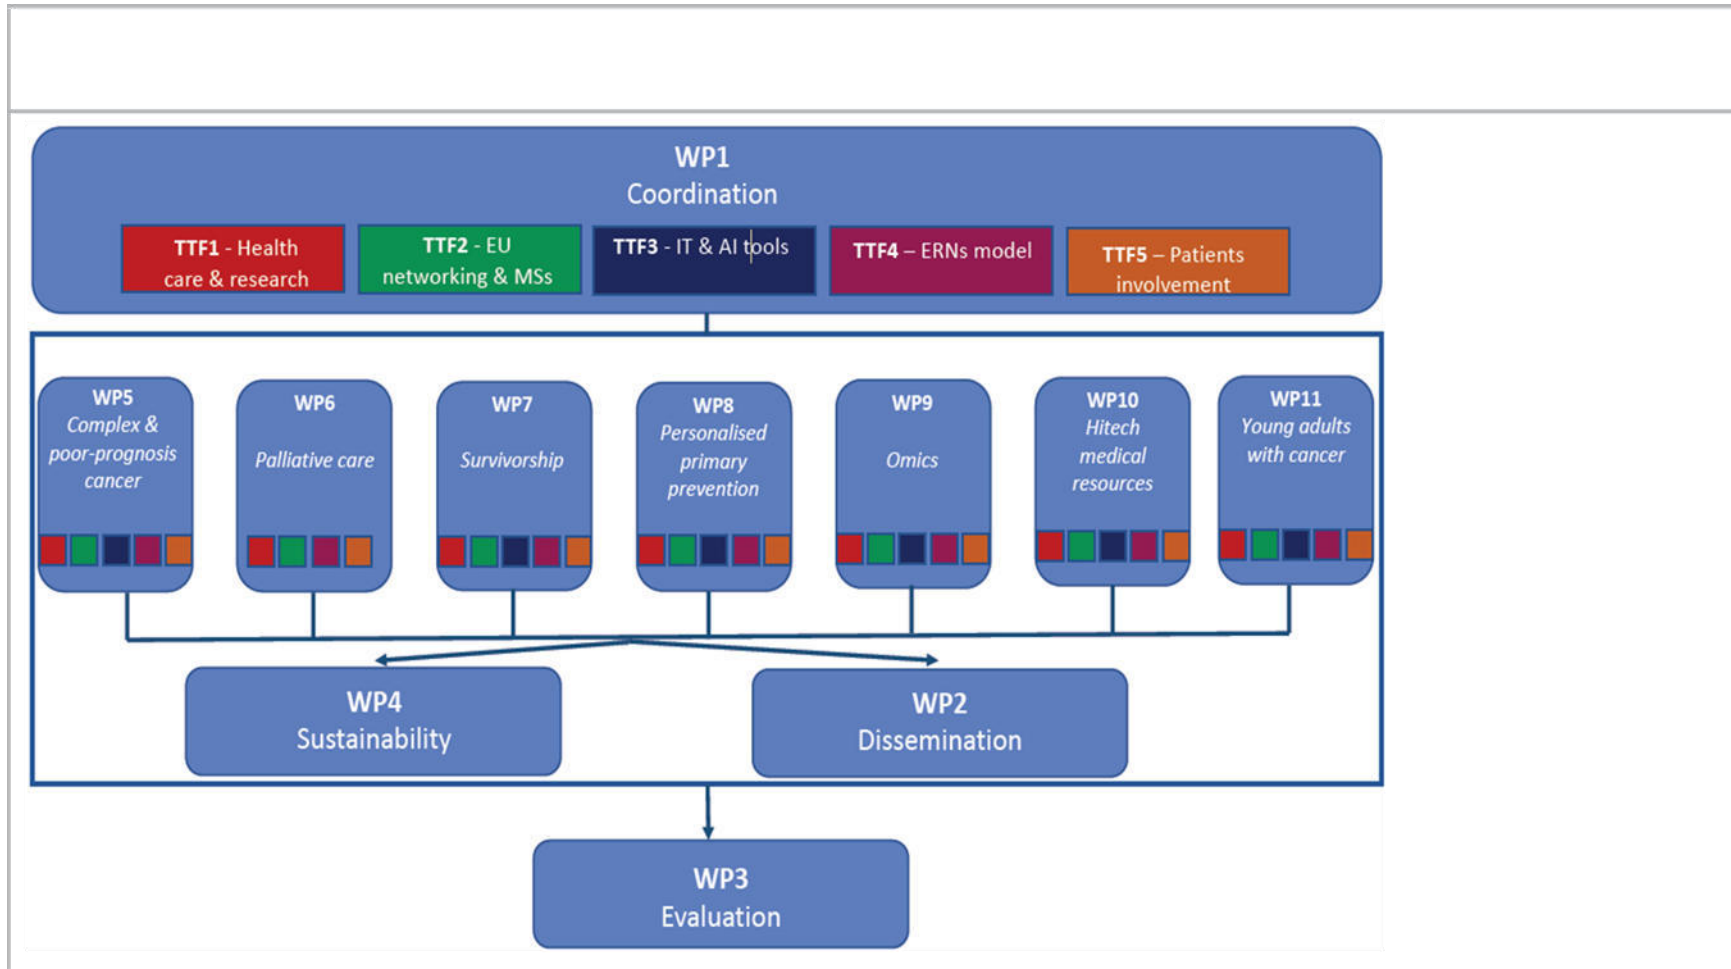 WP1
Coordination
TTF1 - Health
care & research
TTF2 - EU
networking & MSs
TTF3 - IT & AI tools
TTF4 – ERNs model
TTF5 – Patients
involvement
WP5
Complex &
poor-prognosis
cancer
WP6
Palliative care
WP7
Survivorship
WP8
Personalised
primary
prevention
WP9
Omics
WP10
Hitech
medical
resources
WP11
Young adults
with cancer
WP4
Sustainability
WP2
Dissemination
WP3
Evaluation